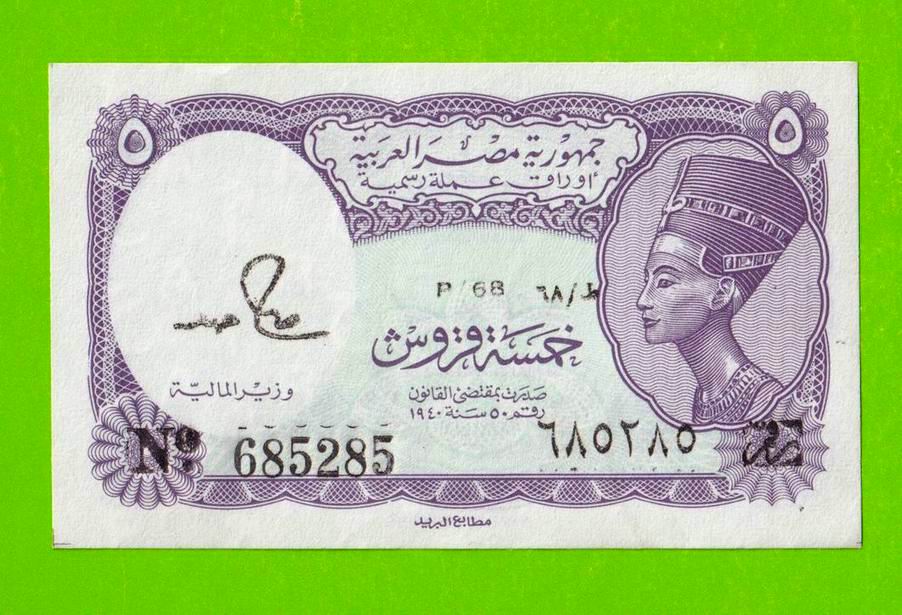 ٥ ٥
جمهورية مصر العربية
أوراق عملة رسمية
P/68 ط/٦٨
خمسة قروش
وزير المالية
صدرت بمقتضى القانون
رقم ٥٠ سنة ١٩٤٠
Nº 685285 ٦٨٥٢٨٥
مطابع البريد